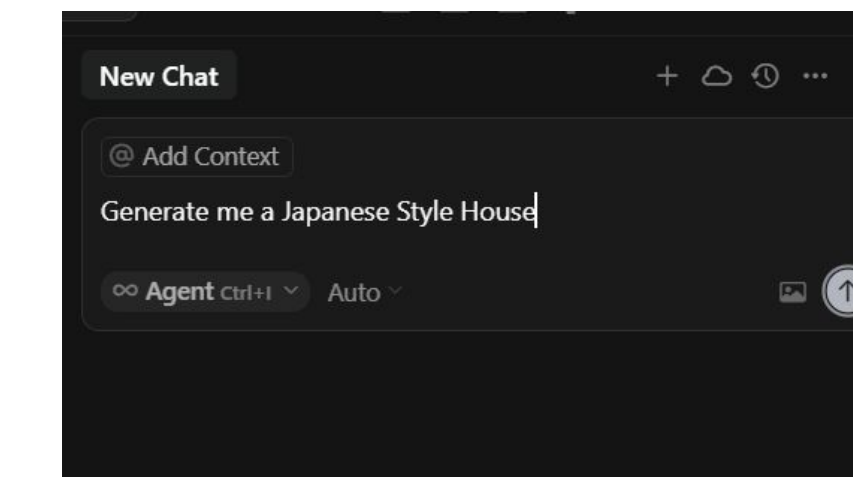 New Chat
@ Add Context
Generate me a Japanese Style House
∞ Agent Ctrl+I
Auto